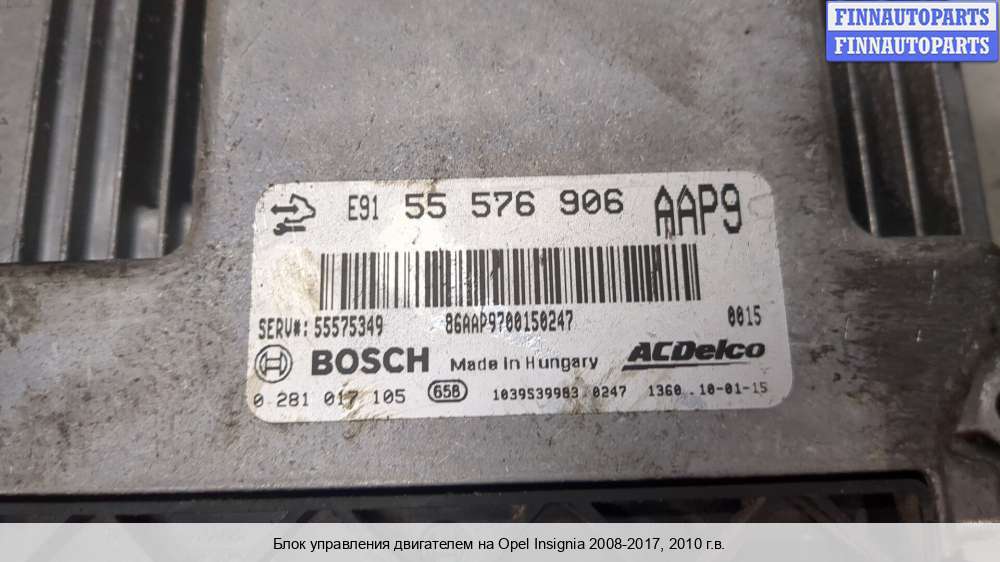 FINNAUTOPARTS
FINNAUTOPARTS
E91 55 576 906 AAP9
SERV#: 55575349 86AAP9700150247 0015
BOSCH Made in Hungary ACDelco
0 281 017 105 658 1039S39983 0247 1360 .10-01-15
Блок управления двигателем на Opel Insignia 2008-2017, 2010 г.в.